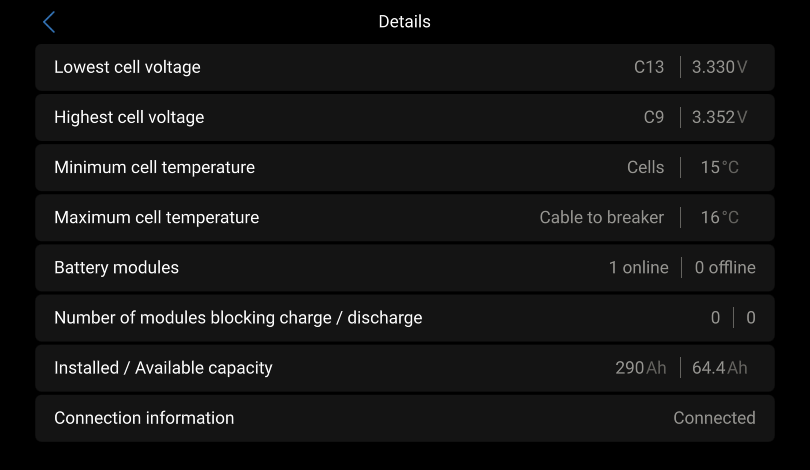 Details
Lowest cell voltage C13 3.330V
Highest cell voltage C9 3.352V
Minimum cell temperature Cells 15°C
Maximum cell temperature Cable to breaker 16°C
Battery modules 1 online 0 offline
Number of modules blocking charge / discharge 0 0
Installed / Available capacity 290Ah 64.4Ah
Connection information Connected